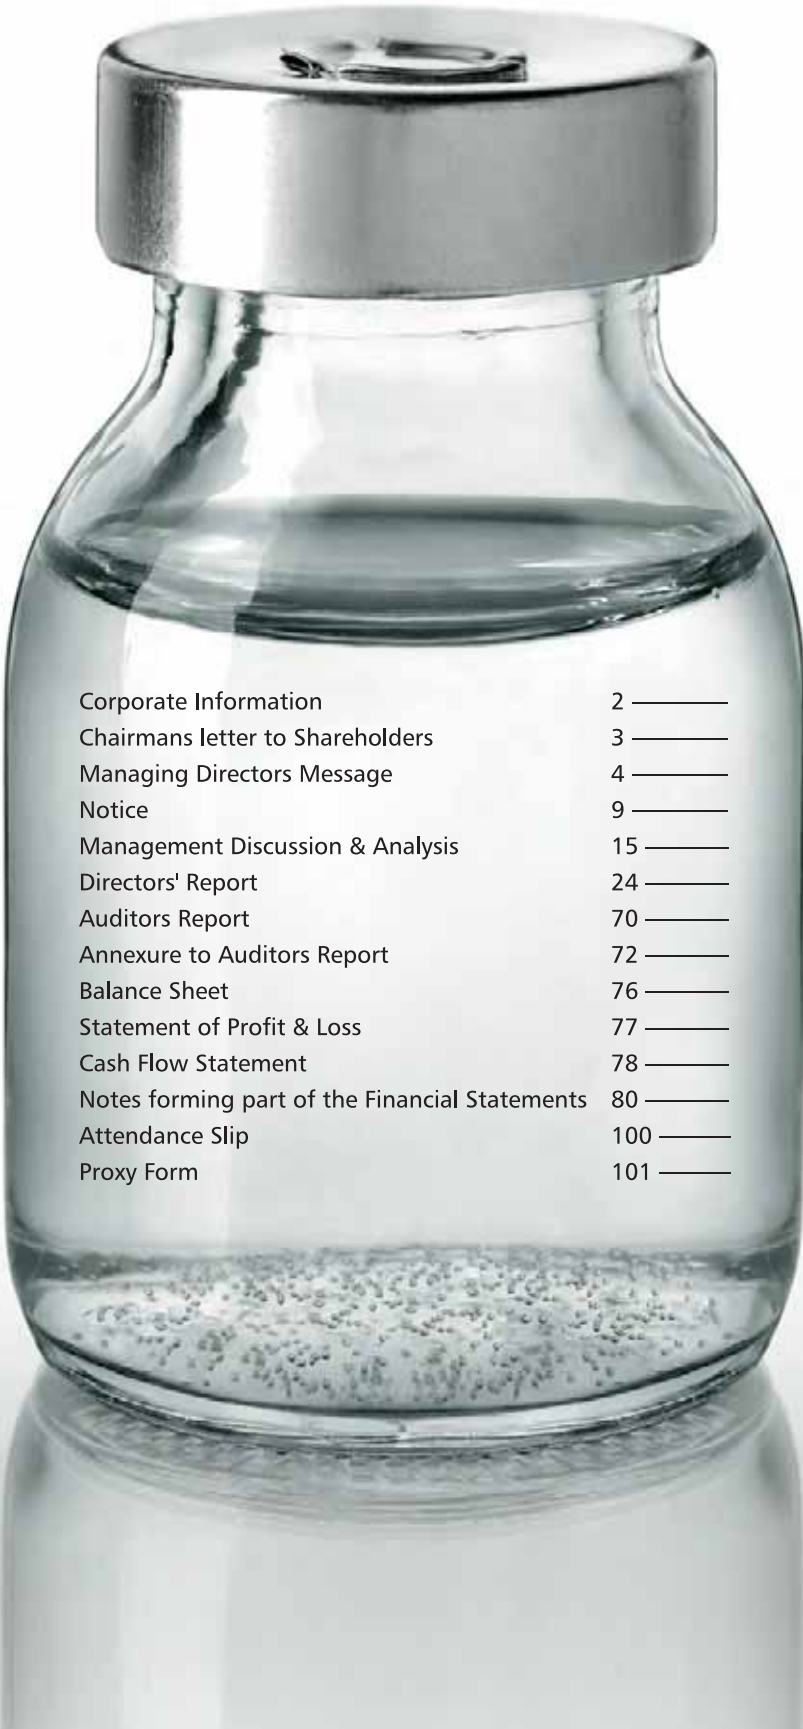 Corporate Information 2
Chairmans letter to Shareholders 3
Managing Directors Message 4
Notice 9
Management Discussion & Analysis 15
Directors' Report 24
Auditors Report 70
Annexure to Auditors Report 72
Balance Sheet 76
Statement of Profit & Loss 77
Cash Flow Statement 78
Notes forming part of the Financial Statements 80
Attendance Slip 100
Proxy Form 101